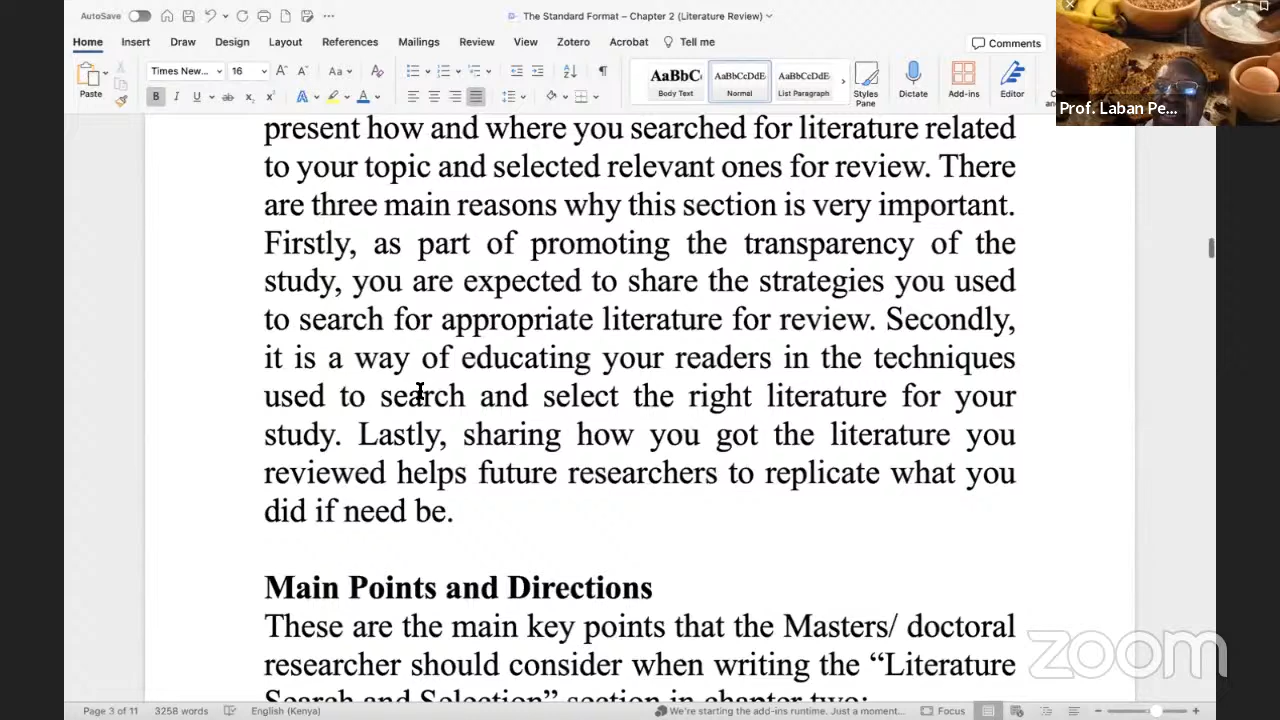 AutoSave
The Standard Format – Chapter 2 (Literature Review)
Home Insert Draw Design Layout References Mailings Review View Zotero Acrobat Tell me
Comments
Paste
Times New... 16
AaBbC AaBbCcDdE AaBbCcDdE
Body Text Normal List Paragraph
Styles Pane Dictate Add-ins Editor
Prof. Laban Pe...
present how and where you searched for literature related
to your topic and selected relevant ones for review. There
are three main reasons why this section is very important.
Firstly, as part of promoting the transparency of the
study, you are expected to share the strategies you used
to search for appropriate literature for review. Secondly,
it is a way of educating your readers in the techniques
used to search and select the right literature for your
study. Lastly, sharing how you got the literature you
reviewed helps future researchers to replicate what you
did if need be.
Main Points and Directions
These are the main key points that the Masters/ doctoral
researcher should consider when writing the “Literature
Search and Selection” section in chapter two:
zoom
Page 3 of 11 3258 words English (Kenya) We're starting the add-ins runtime. Just a moment... Focus